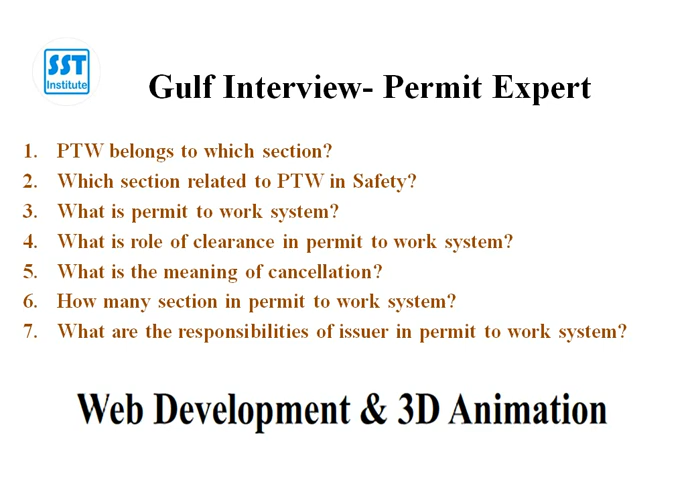 SST
Institute
Gulf Interview- Permit Expert
1. PTW belongs to which section?
2. Which section related to PTW in Safety?
3. What is permit to work system?
4. What is role of clearance in permit to work system?
5. What is the meaning of cancellation?
6. How many section in permit to work system?
7. What are the responsibilities of issuer in permit to work system?
Web Development & 3D Animation